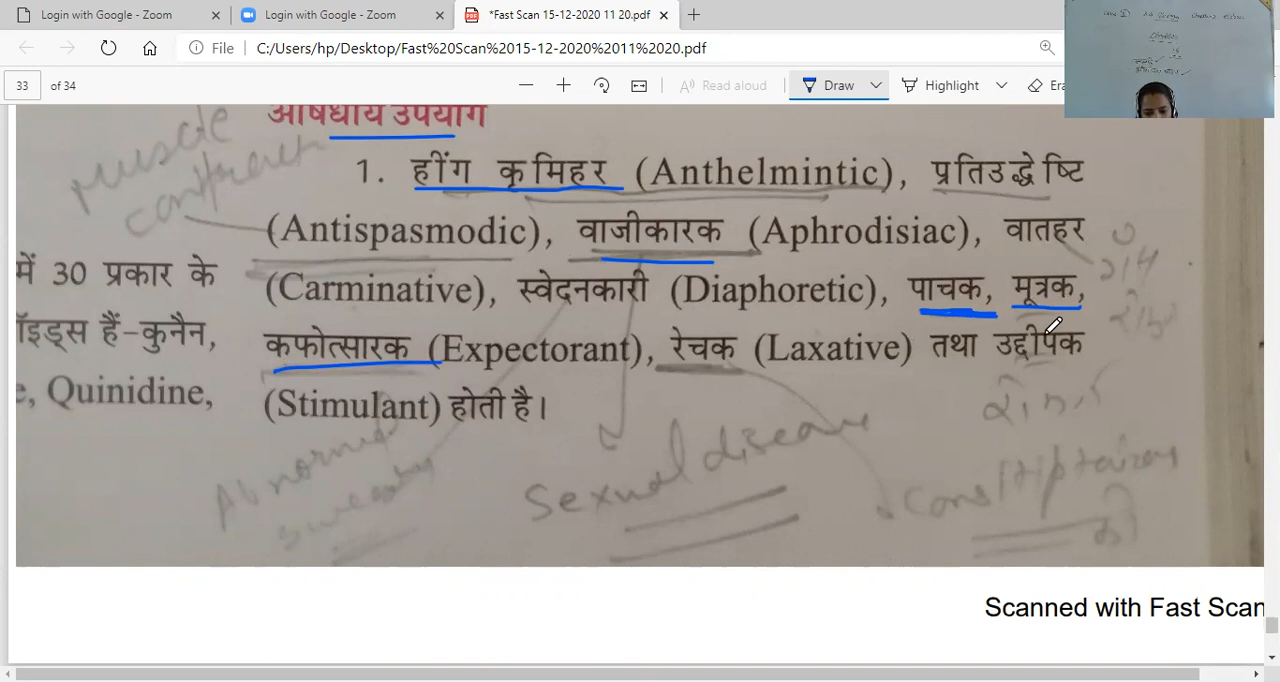 Login with Google - Zoom
Login with Google - Zoom
*Fast Scan 15-12-2020 11 20.pdf
File C:/Users/hp/Desktop/Fast%20Scan%2015-12-2020%2011%2020.pdf
33 of 34
Read aloud
Draw
Highlight
औषधीय उपयोग
muscle
1. हींग कृमिहर (Anthelmintic), प्रतिउद्वेष्टि
(Antispasmodic), वाजीकारक (Aphrodisiac), वातहर
(Carminative), स्वेदनकारी (Diaphoretic), पाचक, मूत्रक,
कफोत्सारक (Expectorant), रेचक (Laxative) तथा उद्दीपक
(Stimulant) होती है।
में 30 प्रकार के
हैं-कुनैन,
Quinidine,
Sexual disease
Scanned with Fast Scan